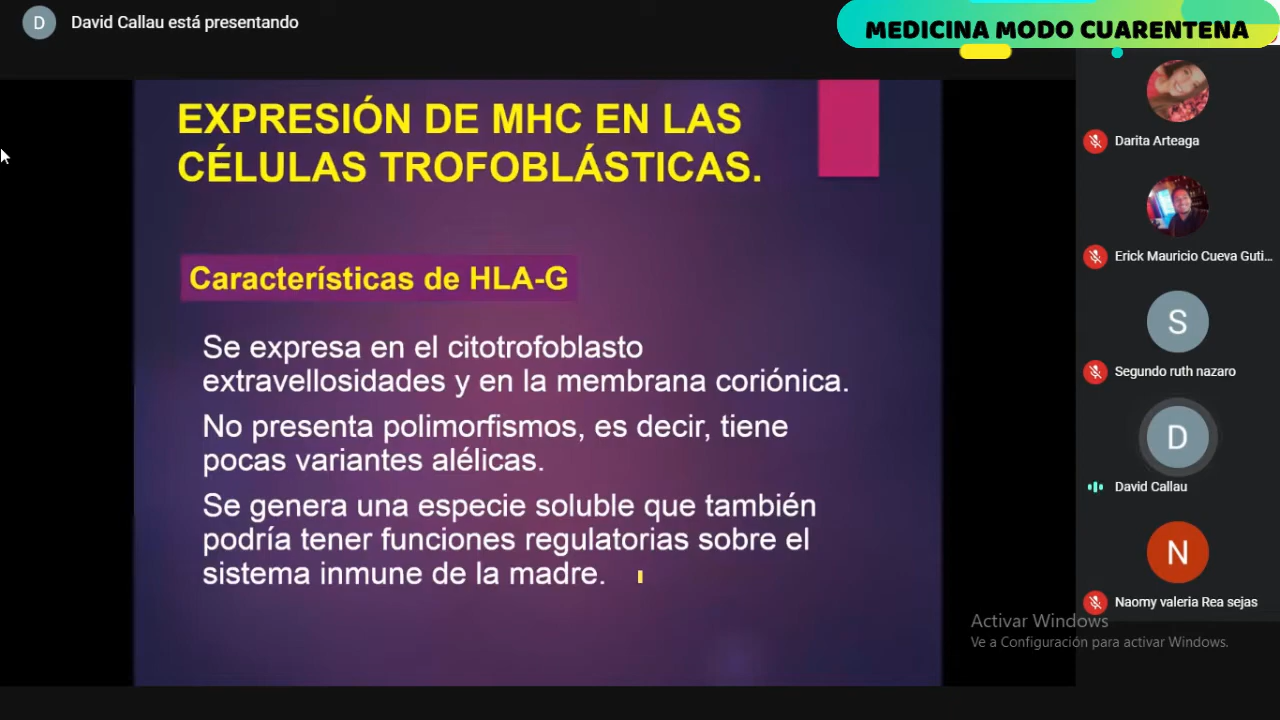 D
David Callau está presentando
MEDICINA MODO CUARENTENA
EXPRESIÓN DE MHC EN LAS
CÉLULAS TROFOBLÁSTICAS.
Características de HLA-G
Se expresa en el citotrofoblasto
extravellosidades y en la membrana coriónica.
No presenta polimorfismos, es decir, tiene
pocas variantes alélicas.
Se genera una especie soluble que también
podría tener funciones regulatorias sobre el
sistema inmune de la madre.
Darita Arteaga
Erick Mauricio Cueva Guti...
S
Segundo ruth nazaro
D
David Callau
N
Naomy valeria Rea sejas
Activar Windows
Ve a Configuración para activar Windows.